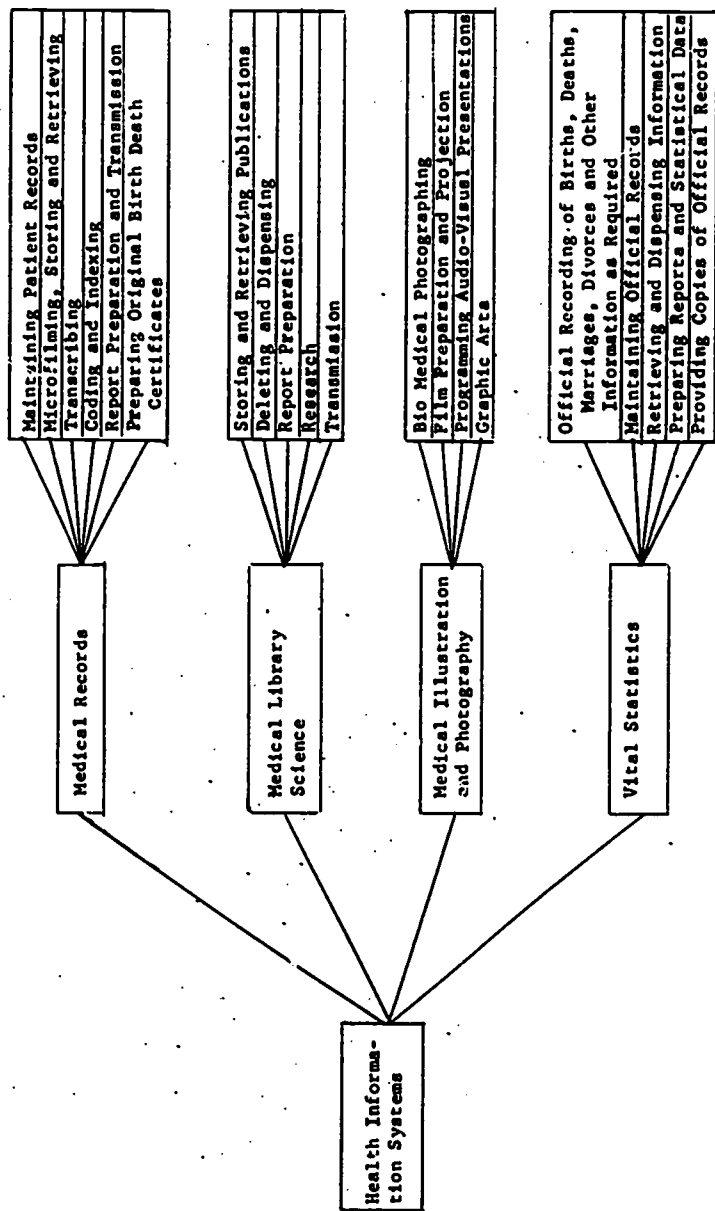 Health Informa-
tion Systems
Medical Records
Maintaining Patient Records
Microfilming, Storing and Retrieving
Transcribing
Coding and Indexing
Report Preparation and Transmission
Preparing Original Birth Death
Certificates
Medical Library
Science
Storing and Retrieving Publications
Deleting and Dispensing
Report Preparation
Research
Transmission
Medical Illustration
and Photography
Bio Medical Photographing
Film Preparation and Projection
Programming Audio-Visual Presentations
Graphic Arta
Vital Statistics
Official Recording of Births, Deaths,
Marriages, Divorces and Other
Information as Required
Maintaining Official Records
Retrieving and Dispensing Information
Preparing Reporta and Statistical Data
Providing Copies of Official Records